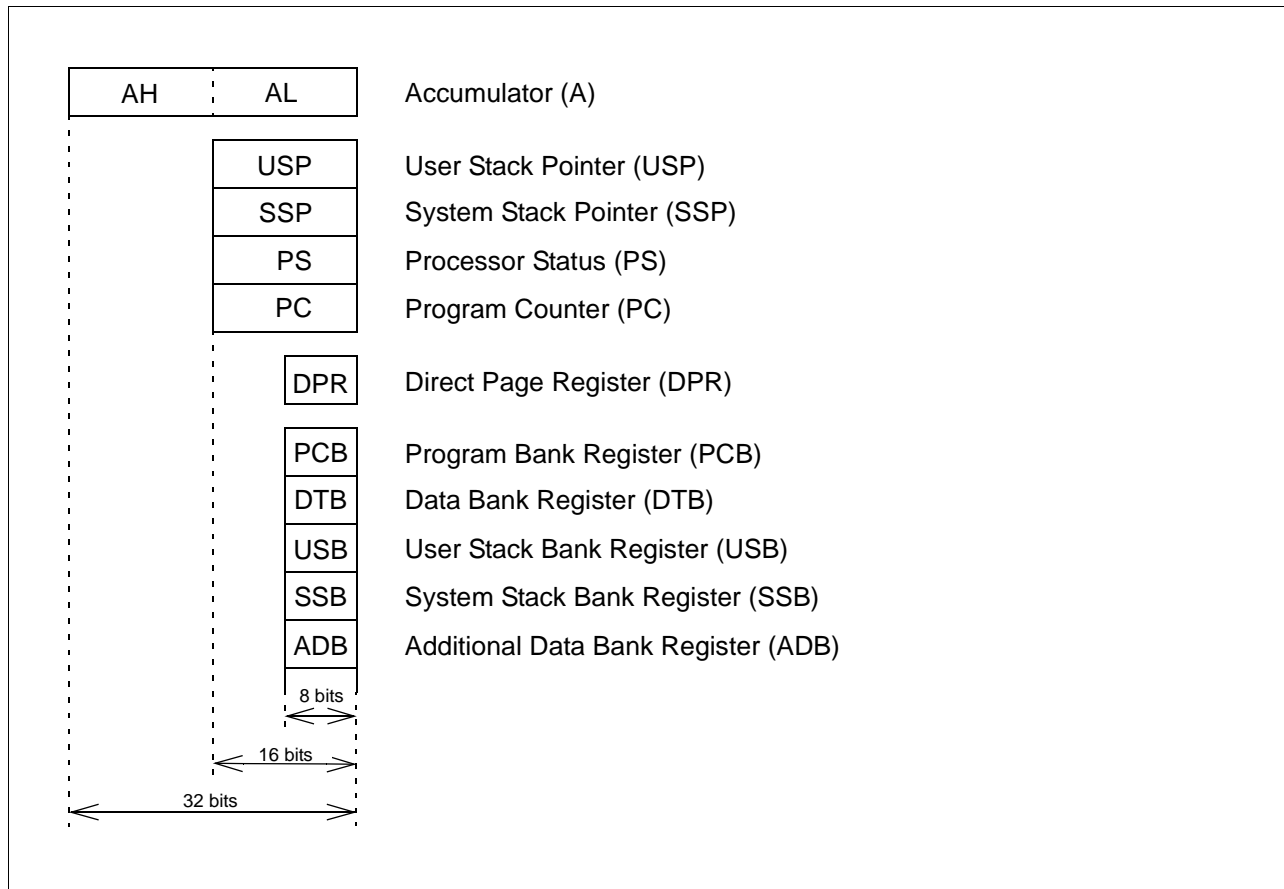 AH AL Accumulator (A)
USP User Stack Pointer (USP)
SSP System Stack Pointer (SSP)
PS Processor Status (PS)
PC Program Counter (PC)
DPR Direct Page Register (DPR)
PCB Program Bank Register (PCB)
DTB Data Bank Register (DTB)
USB User Stack Bank Register (USB)
SSB System Stack Bank Register (SSB)
ADB Additional Data Bank Register (ADB)
8 bits
16 bits
32 bits